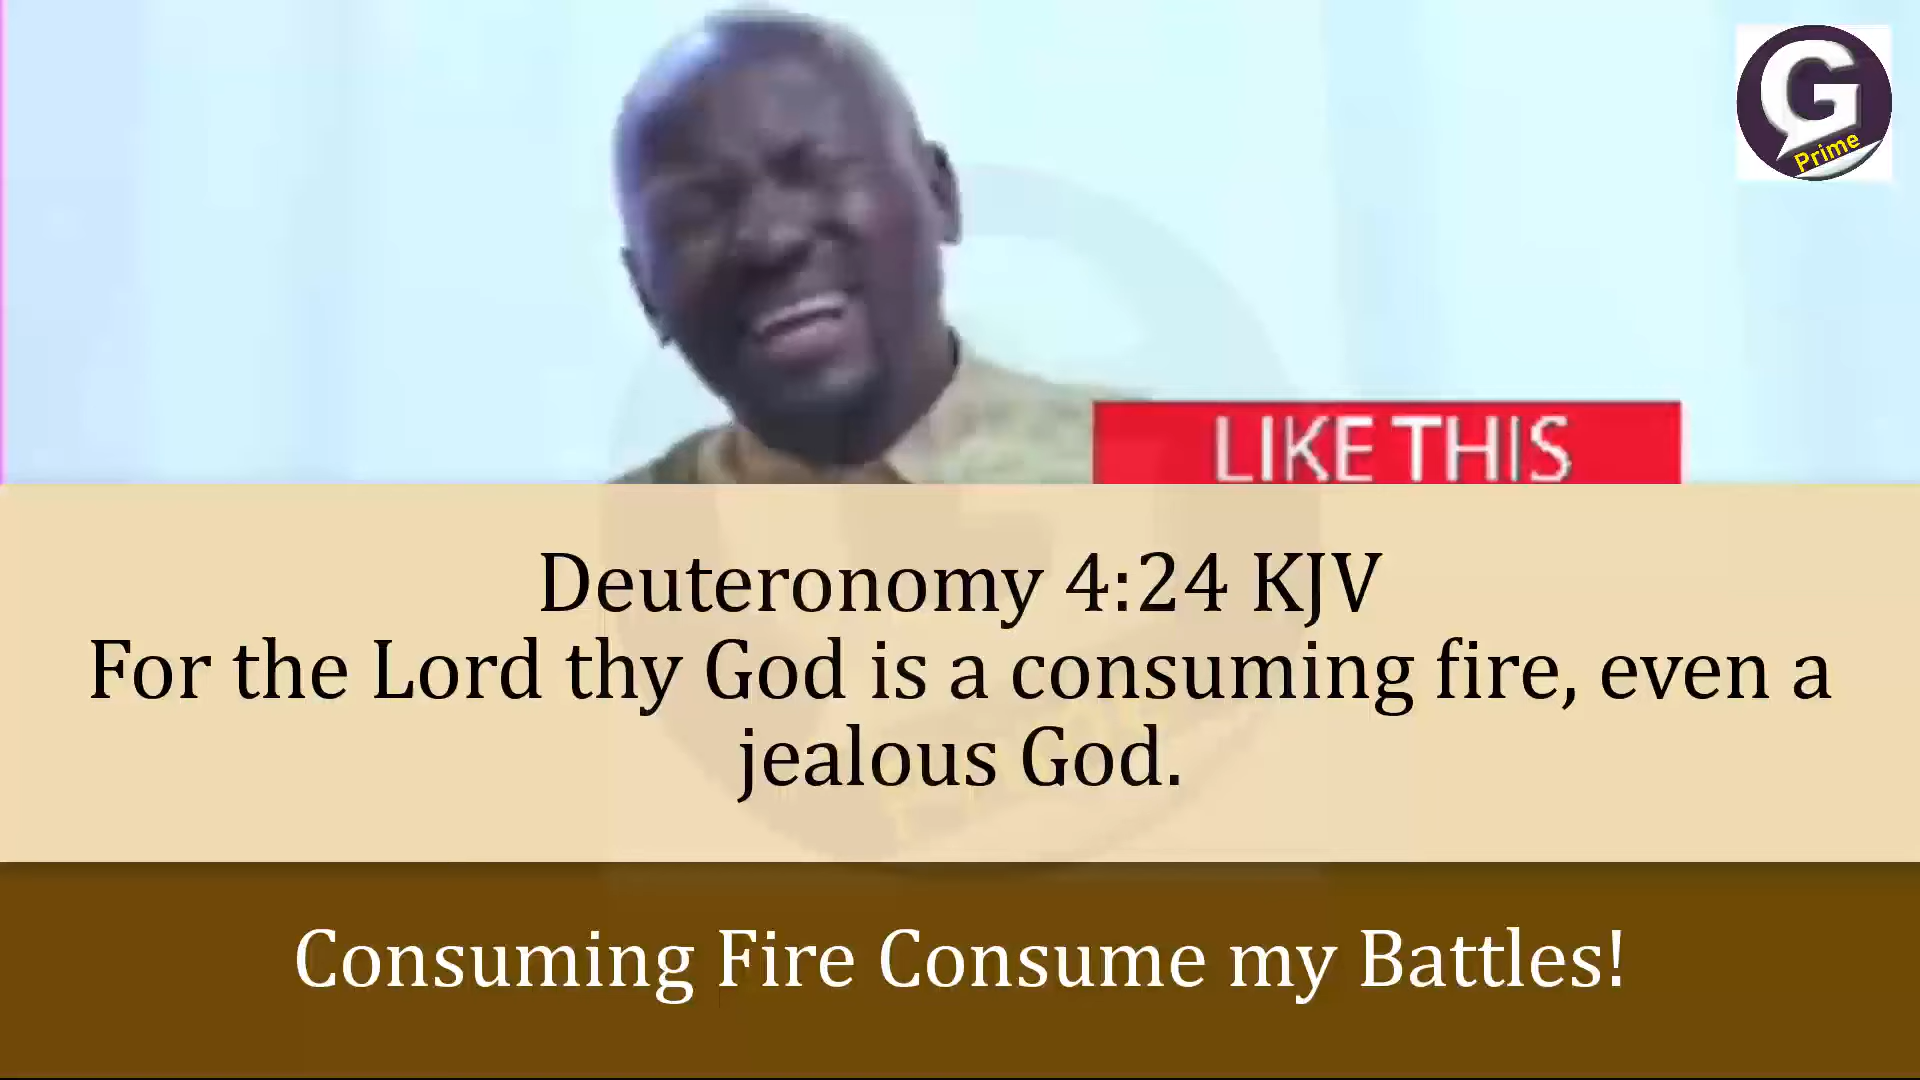 G
Prime
LIKE THIS
Deuteronomy 4:24 KJV
For the Lord thy God is a consuming fire, even a
jealous God.
Consuming Fire Consume my Battles!